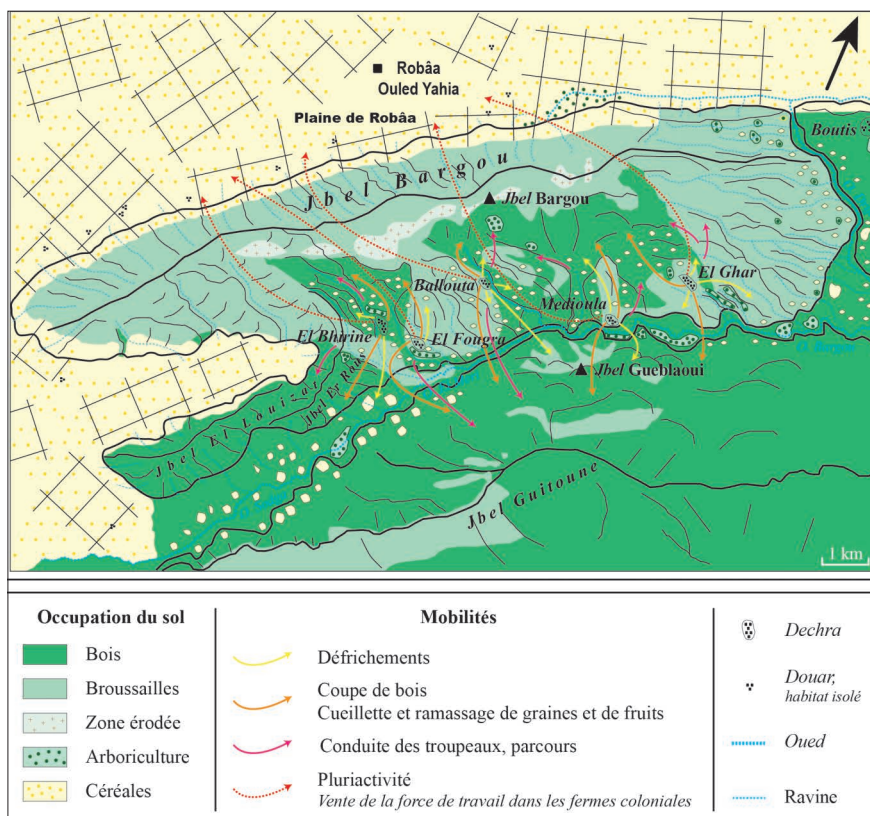 Robâa
Ouled Yahia
Plaine de Robâa
Boutis
Jbel Bargou
Jbel Bargou
El Ghar
Ballouta
Medioula
El Bhirine
El Fougra
Jbel Gueblaoui
Jbel El Louizat
Jbel Er Rou
Jbel Guitoune
1 km
Occupation du sol
Bois
Broussailles
Zone érodée
Arboriculture
Céréales
Mobilités
Défrichements
Coupe de bois
Cueillette et ramassage de graines et de fruits
Conduite des troupeaux, parcours
Pluriactivité
Vente de la force de travail dans les fermes coloniales
Dechra
Douar,
habitat isolé
Oued
Ravine